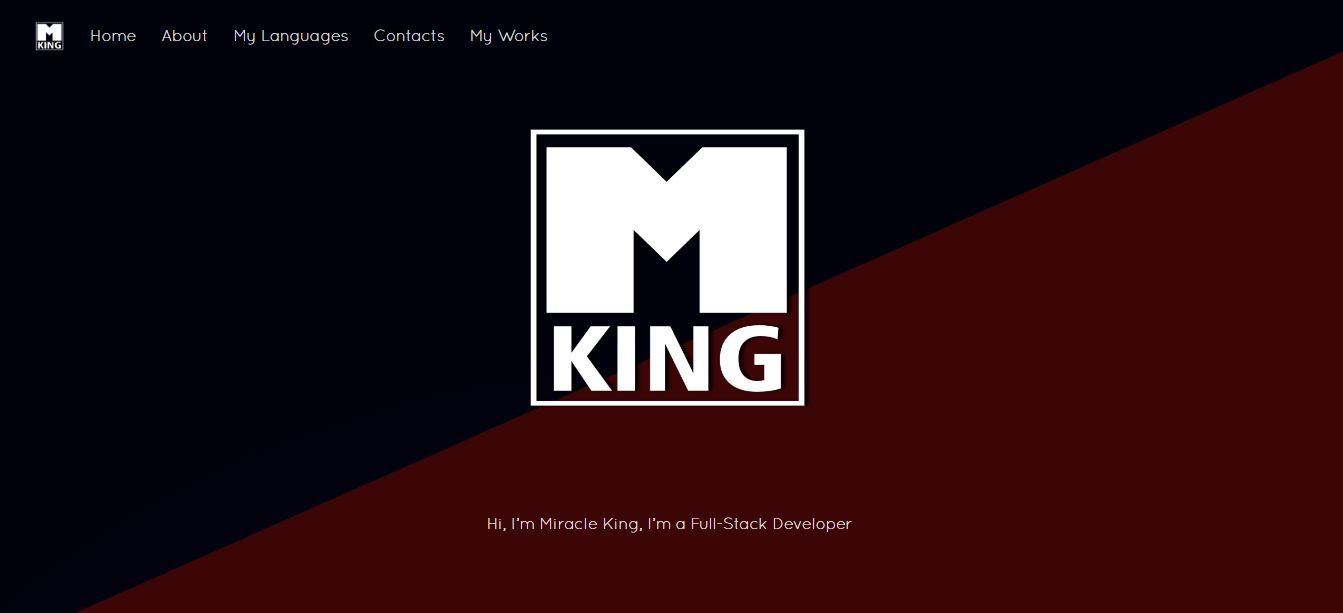 M
KING
Home About My Languages Contacts My Works
M
KING
Hi, I'm Miracle King, I'm a Full-Stack Developer